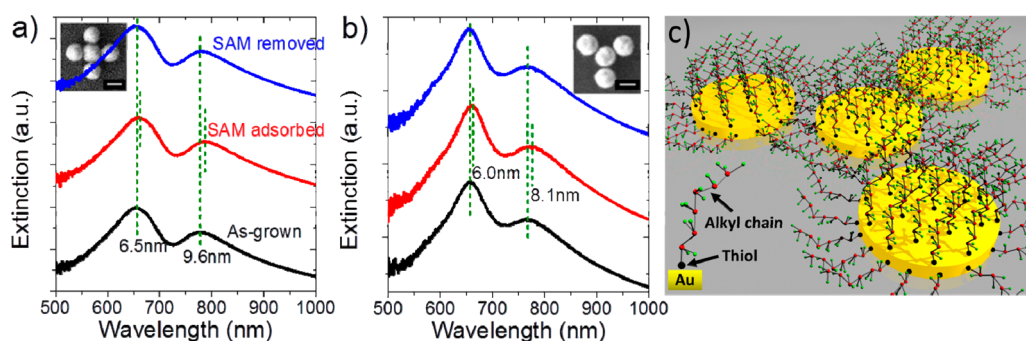 a)
SAM removed
SAM adsorbed
As-grown
6.5nm
9.6nm
Extinction (a.u.)
500 600 700 800 900 1000
Wavelength (nm)
b)
6.0nm
8.1nm
Extinction (a.u.)
500 600 700 800 900 1000
Wavelength (nm)
c)
Alkyl chain
Thiol
Au